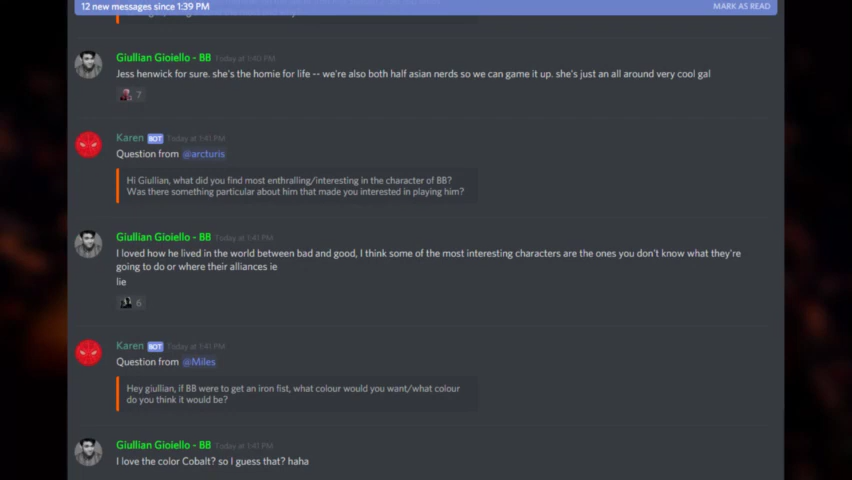 12 new messages since 1:39 PM
MARK AS READ
Giullian Gioiello - BB Today at 1:40 PM
Jess henwick for sure. she's the homie for life -- we're also both half asian nerds so we can game it up. she's just an all around very cool gal
7
Karen BOT Today at 1:41 PM
Question from @arcturis
Hi Giullian, what did you find most enthralling/interesting in the character of BB?
Was there something particular about him that made you interested in playing him?
Giullian Gioiello - BB Today at 1:41 PM
I loved how he lived in the world between bad and good, I think some of the most interesting characters are the ones you don't know what they're
going to do or where their alliances ie
lie
6
Karen BOT Today at 1:41 PM
Question from @Miles
Hey giullian, if BB were to get an iron fist, what colour would you want/what colour
do you think it would be?
Giullian Gioiello - BB Today at 1:41 PM
I love the color Cobalt? so I guess that? haha